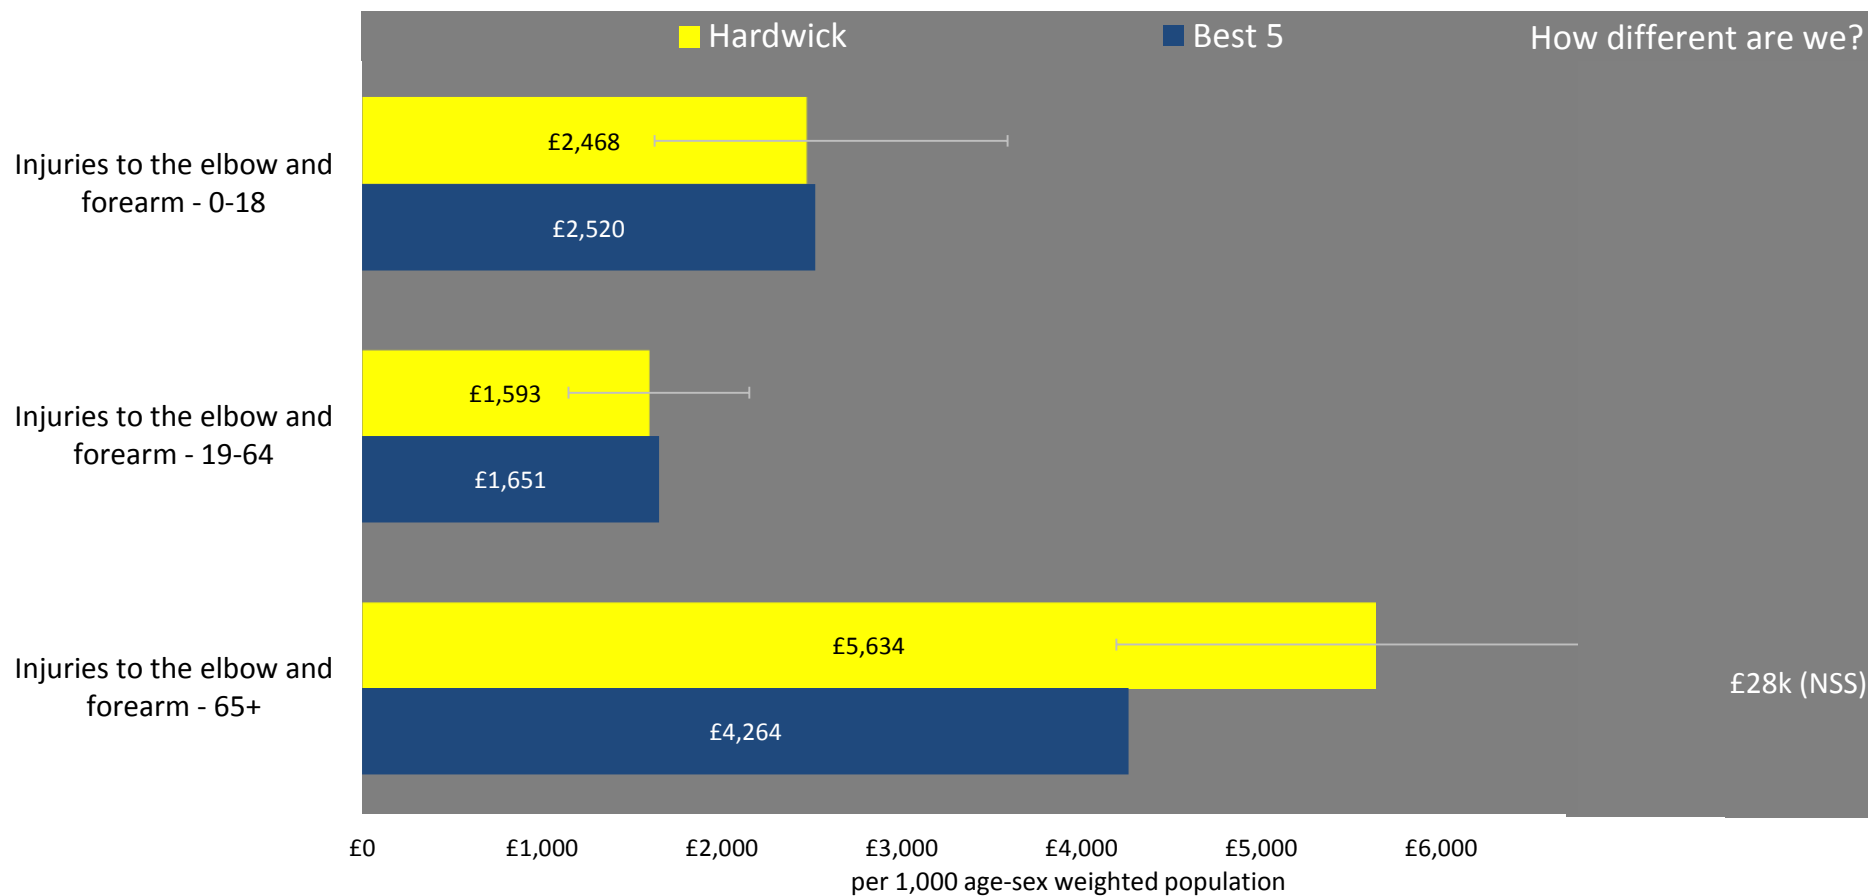 Hardwick
Best 5
How different are we?
Injuries to the elbow and
forearm - 0-18
£2,468
£2,520
Injuries to the elbow and
forearm - 19-64
£1,593
£1,651
Injuries to the elbow and
forearm - 65+
£5,634
£4,264
£28k (NSS)
£0 £1,000 £2,000 £3,000 £4,000 £5,000 £6,000
per 1,000 age-sex weighted population